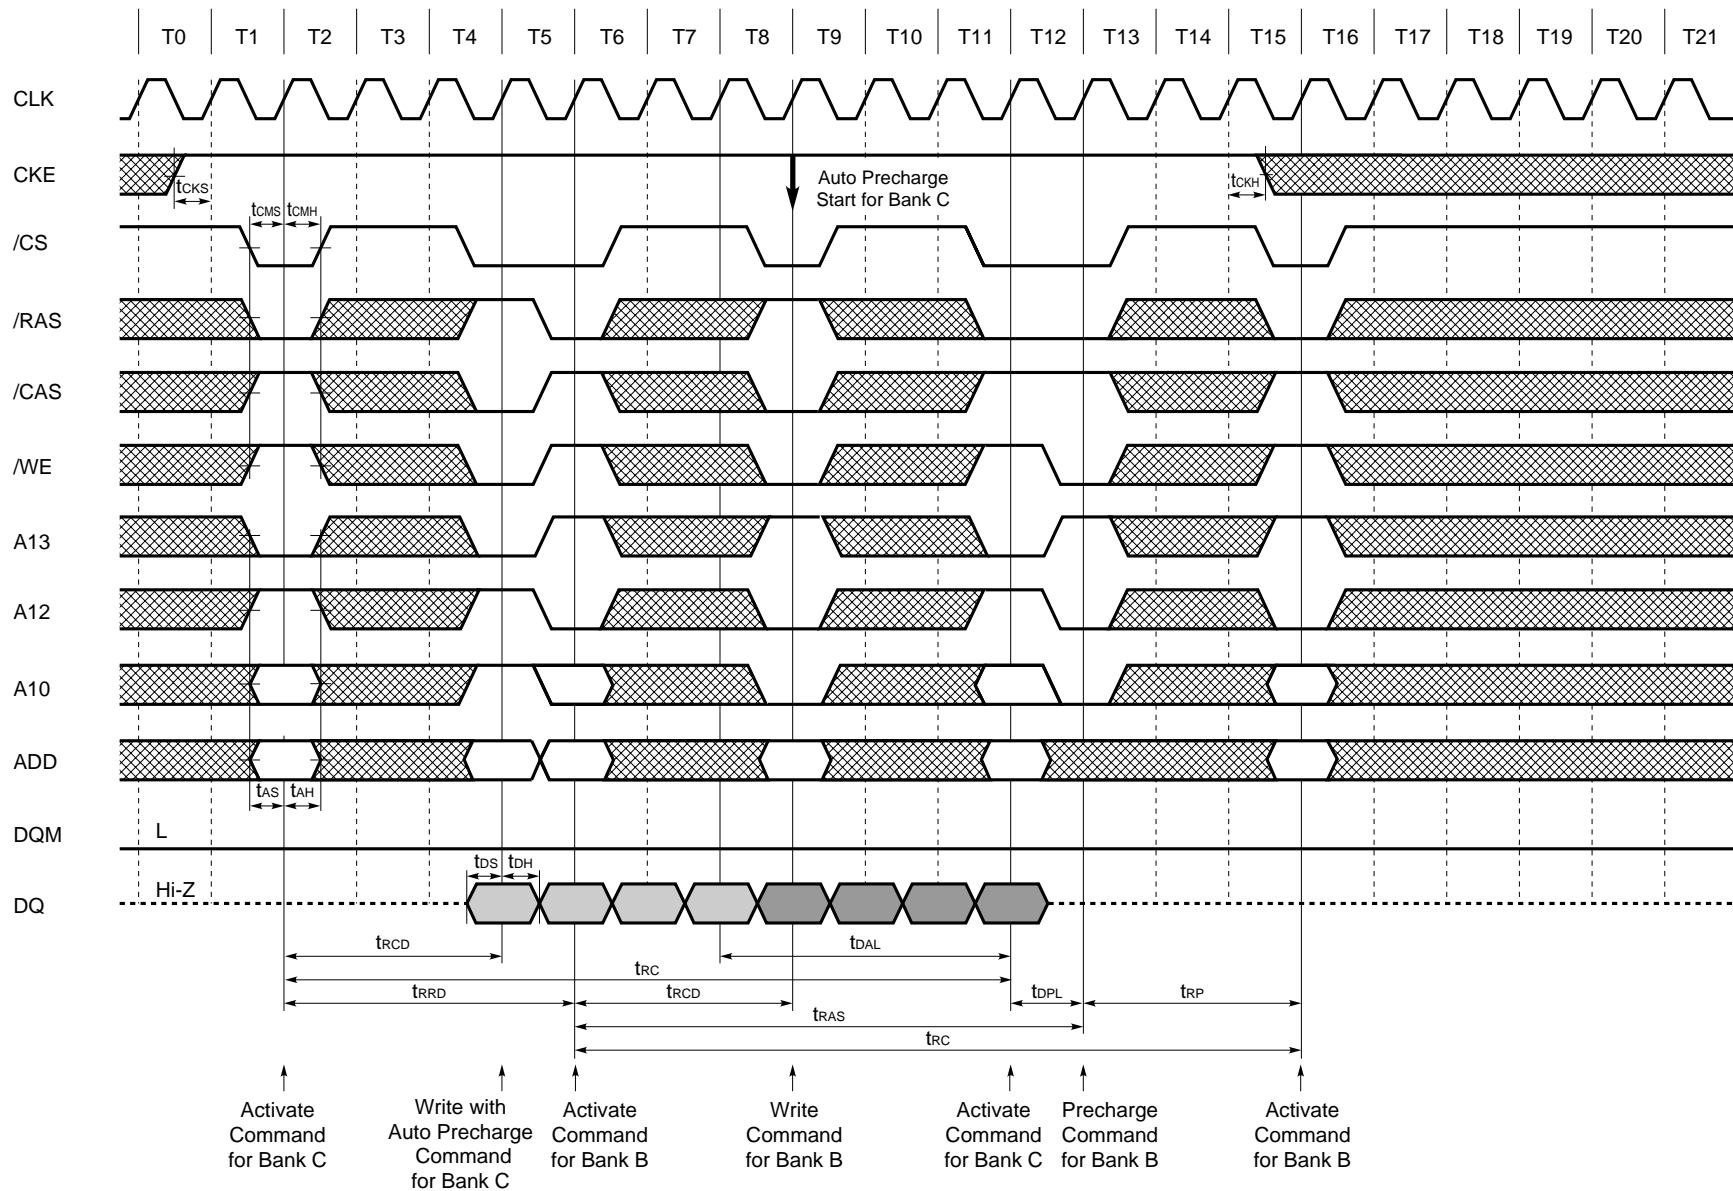 T0 T1 T2 T3 T4 T5 T6 T7 T8 T9 T10 T11 T12 T13 T14 T15 T16 T17 T18 T19 T20 T21
CLK
CKE
tCKS
Auto Precharge
Start for Bank C
tCKH
tCMS tCMH
/CS
/RAS
/CAS
/WE
A13
A12
A10
ADD
tAS tAH
DQM
L
tDS tDH
Hi-Z
DQ
tRCD
tDAL
tRC
tRRD
tRCD
tDPL
tRP
tRAS
tRC
Activate
Command
for Bank C
Write with
Auto Precharge
Command
for Bank C
Activate
Command
for Bank B
Write
Command
for Bank B
Activate
Command
for Bank C
Precharge
Command
for Bank B
Activate
Command
for Bank B